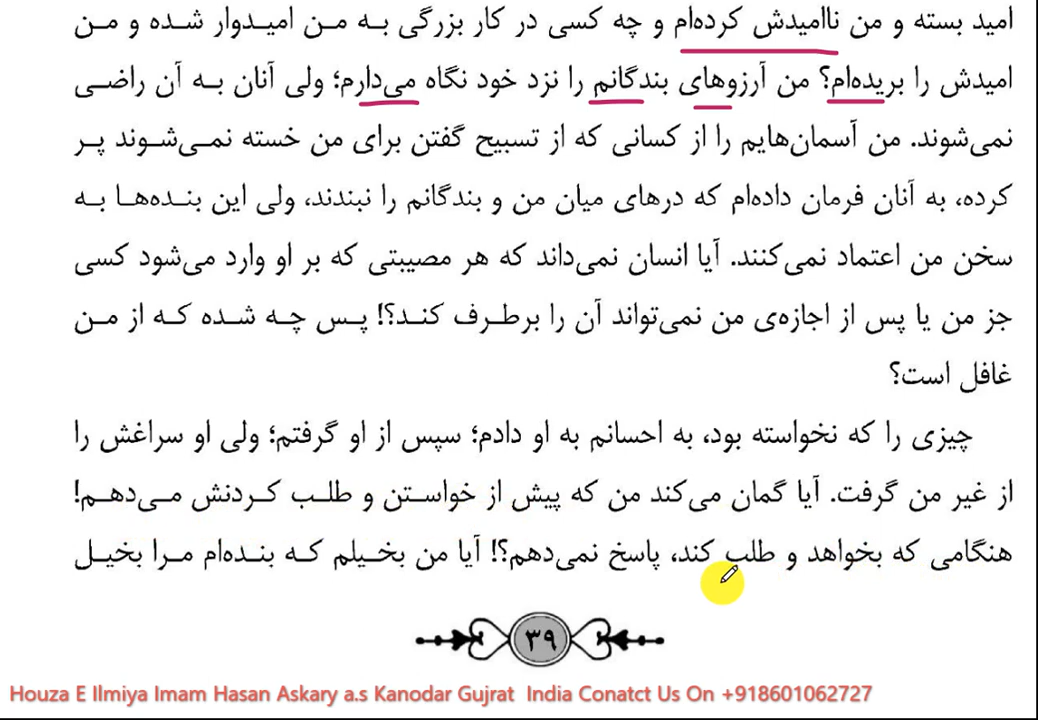 امید بسته و من ناامیدش کرده‌ام و چه کسی در کار بزرگی به من امیدوار شده و من
امیدش را بریده‌ام؟ من آرزوهای بندگانم را نزد خود نگاه می‌دارم؛ ولی آنان به آن راضی
نمی‌شوند. من آسمان‌هایم را از کسانی که از تسبیح گفتن برای من خسته نمی‌شوند پر
کرده، به آنان فرمان داده‌ام که درهای میان من و بندگانم را نبندند، ولی این بنده‌ها به
سخن من اعتماد نمی‌کنند. آیا انسان نمی‌داند که هر مصیبتی که بر او وارد می‌شود کسی
جز من یا پس از اجازه‌ی من نمی‌تواند آن را برطرف کند؟! پس چه شده که از من
غافل است؟
چیزی را که نخواسته بود، به احسانم به او دادم؛ سپس از او گرفتم؛ ولی او سراغش را
از غیر من گرفت. آیا گمان می‌کند من که پیش از خواستن و طلب کردنش می‌دهم!
هنگامی که بخواهد و طلب کند، پاسخ نمی‌دهم؟! آیا من بخیلم که بنده‌ام مرا بخیل
۳۹
Houza E Ilmiya Imam Hasan Askary a.s Kanodar Gujrat India Conatct Us On +918601062727